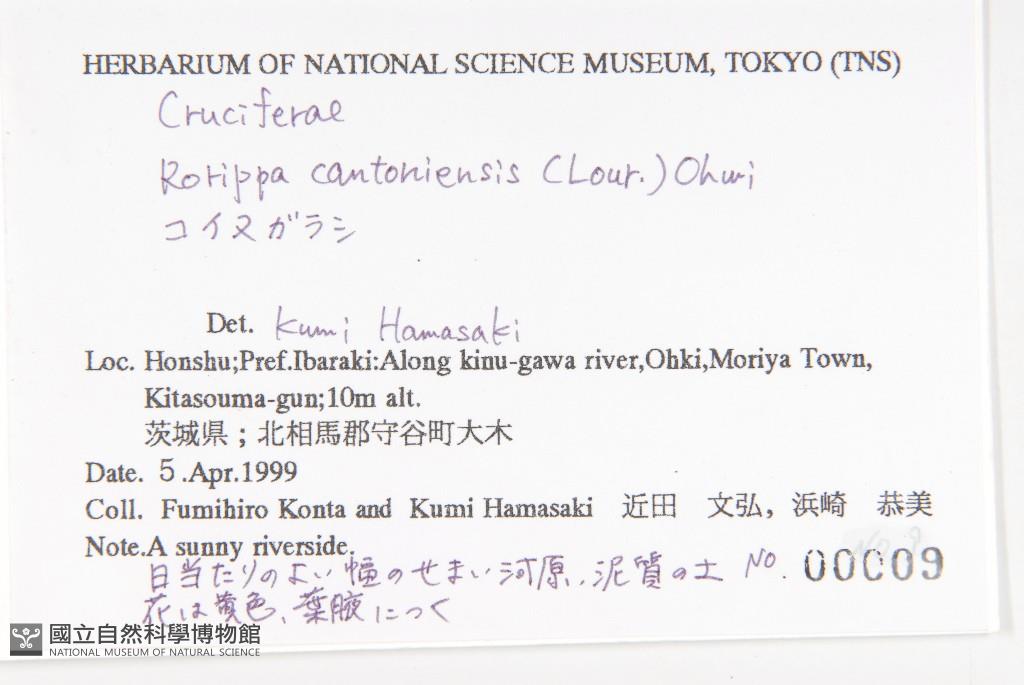 HERBARIUM OF NATIONAL SCIENCE MUSEUM, TOKYO (TNS)
Cruciferae
Rorippa cantoniensis (Lour.) Ohwi
コイヌガラシ
Det. Kumi Hamasaki
Loc. Honshu;Pref.Ibaraki:Along kinu-gawa river,Ohki,Moriya Town,
Kitasouma-gun;10m alt.
茨城県；北相馬郡守谷町大木
Date. 5.Apr.1999
Coll. Fumihiro Konta and Kumi Hamasaki 近田 文弘，浜崎 恭美
Note.A sunny riverside.
日当たりのよい幅のせまい河原、泥質の土 No. 00009
花は黄色、葉腋につく
國立自然科學博物館
NATIONAL MUSEUM OF NATURAL SCIENCE